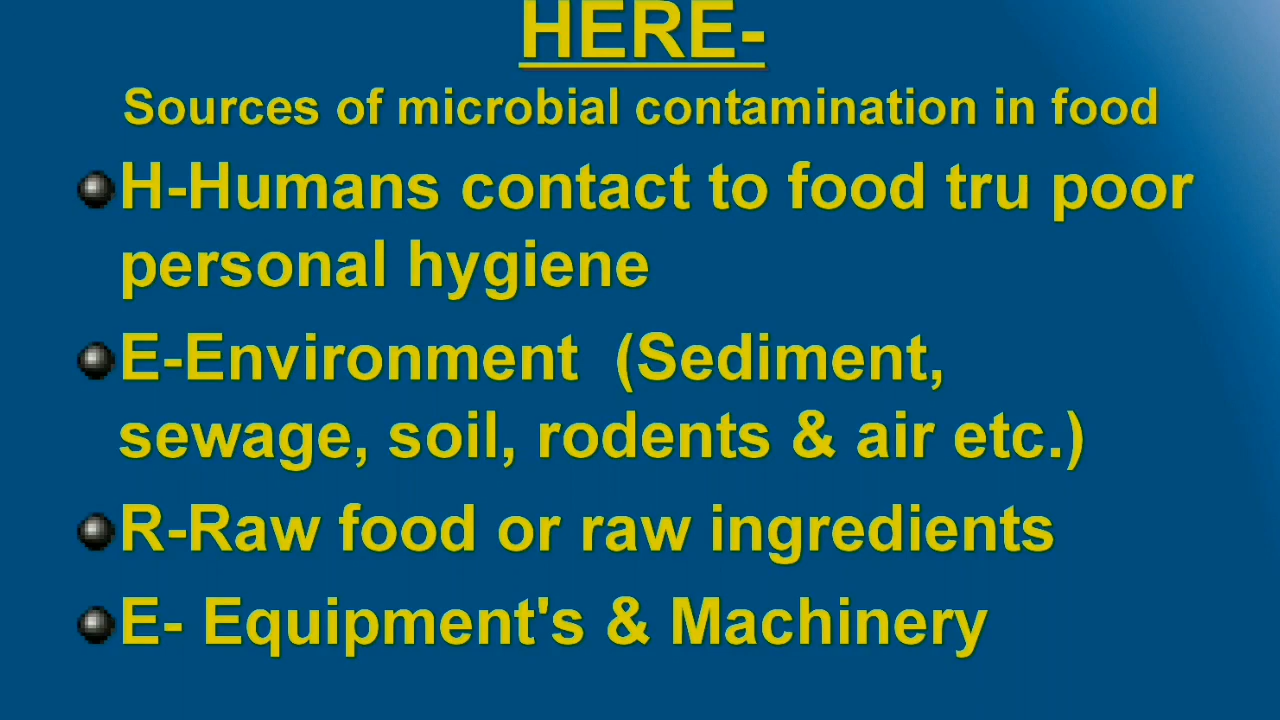 HERE-
Sources of microbial contamination in food
H-Humans contact to food tru poor
personal hygiene
E-Environment (Sediment,
sewage, soil, rodents & air etc.)
R-Raw food or raw ingredients
E- Equipment's & Machinery